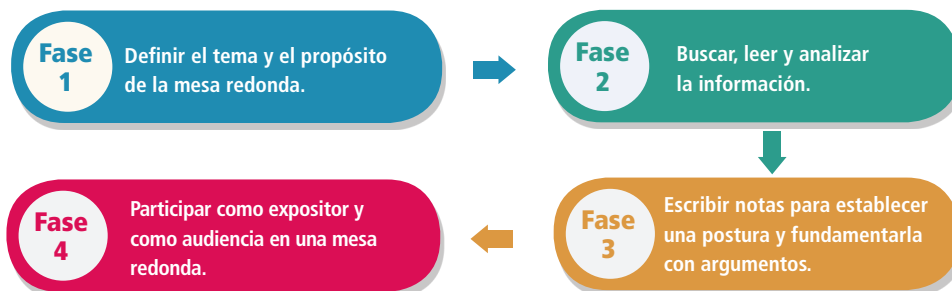 Fase
1
Definir el tema y el propósito
de la mesa redonda.
Fase
2
Buscar, leer y analizar
la información.
Fase
3
Escribir notas para establecer
una postura y fundamentarla
con argumentos.
Fase
4
Participar como expositor y
como audiencia en una mesa
redonda.